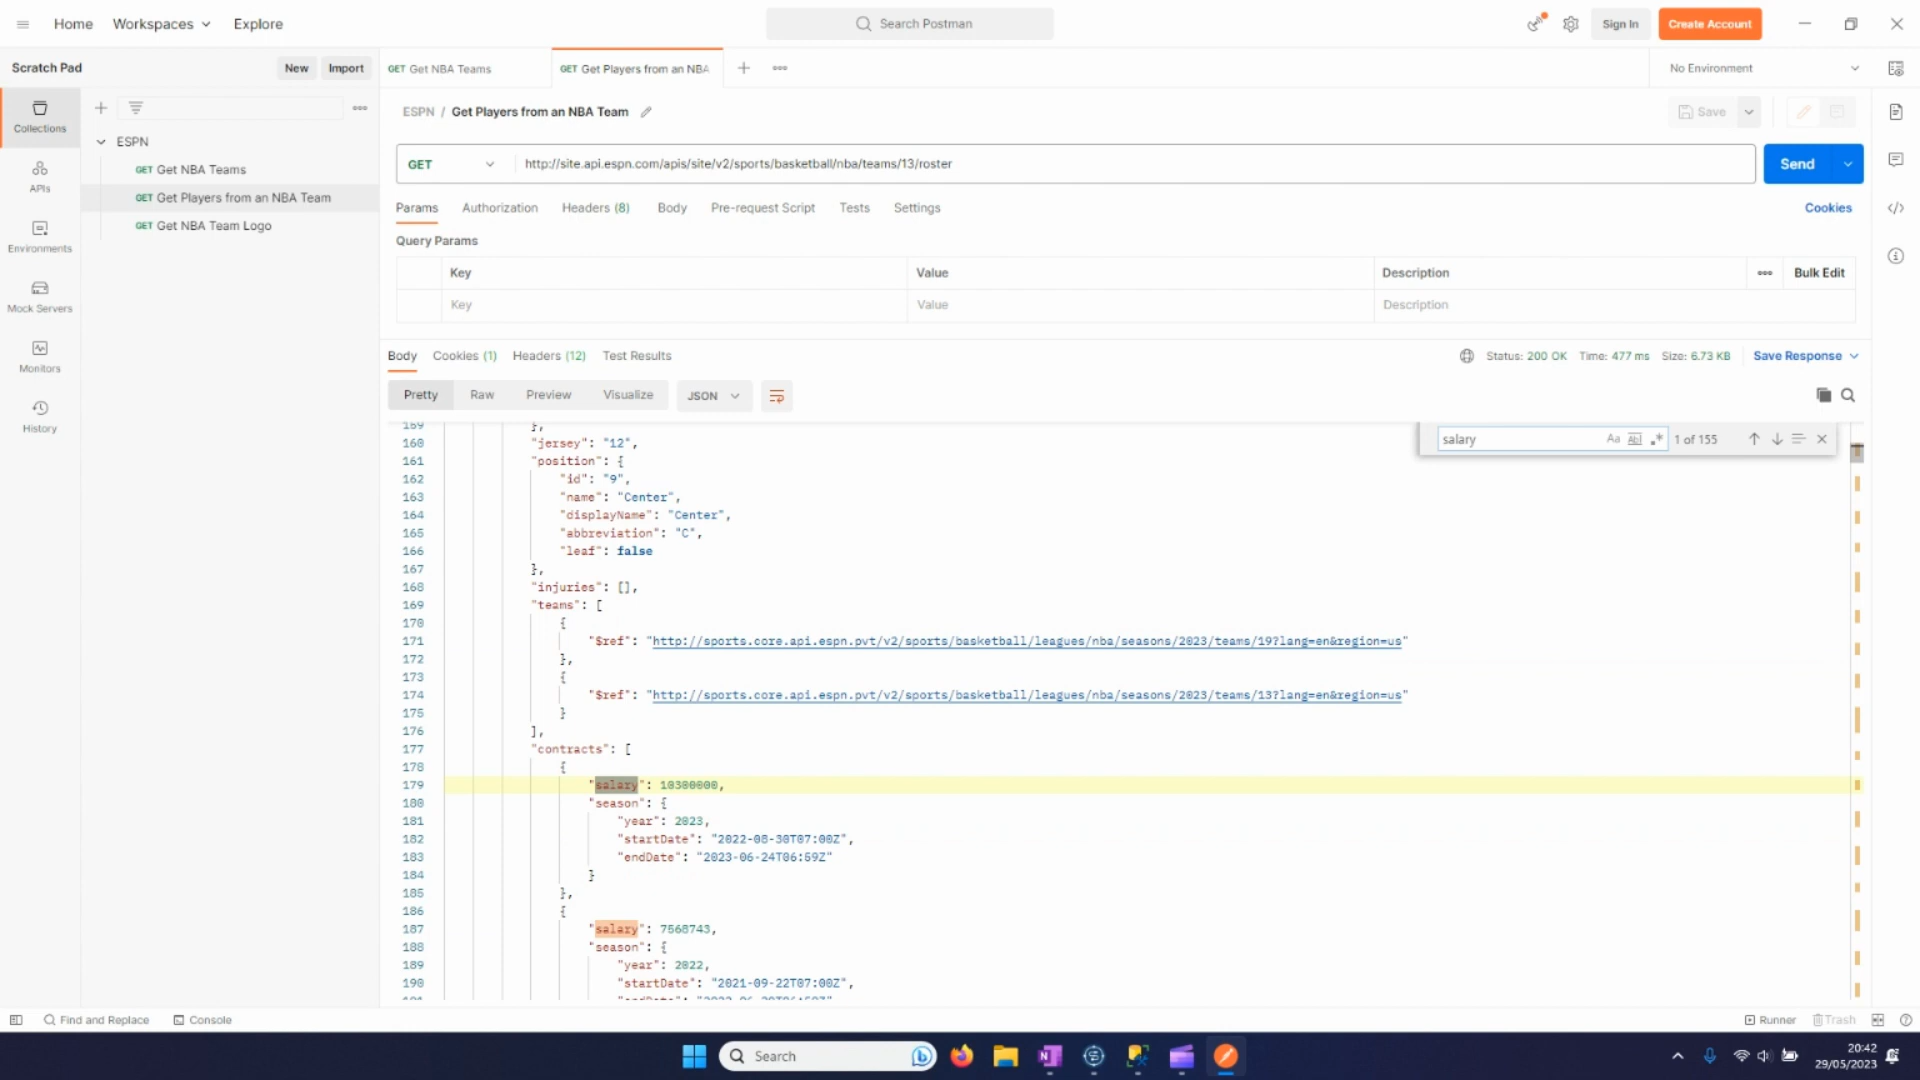 Home
Workspaces
Explore
Search Postman
Sign In
Create Account
Scratch Pad
New
Import
GET Get NBA Teams
GET Get Players from an NBA
No Environment
Collections
APIs
Environments
Mock Servers
Monitors
History
ESPN
GET Get NBA Teams
GET Get Players from an NBA Team
GET Get NBA Team Logo
ESPN / Get Players from an NBA Team
Save
GET
http://site.api.espn.com/apis/site/v2/sports/basketball/nba/teams/13/roster
Send
Params
Authorization
Headers (8)
Body
Pre-request Script
Tests
Settings
Cookies
Query Params
Key
Value
Description
Bulk Edit
Key
Value
Description
Body
Cookies (1)
Headers (12)
Test Results
Status: 200 OK
Time: 477 ms
Size: 6.73 KB
Save Response
Pretty
Raw
Preview
Visualize
JSON
salary
1 of 155
159 },
160 "jersey": "12",
161 "position": {
162 "id": "9",
163 "name": "Center",
164 "displayName": "Center",
165 "abbreviation": "C",
166 "leaf": false
167 },
168 "injuries": [],
169 "teams": [
170 {
171 "$ref": "http://sports.core.api.espn.pvt/v2/sports/basketball/leagues/nba/seasons/2023/teams/19?lang=en&region=us"
172 },
173 {
174 "$ref": "http://sports.core.api.espn.pvt/v2/sports/basketball/leagues/nba/seasons/2023/teams/13?lang=en&region=us"
175 }
176 ],
177 "contracts": [
178 {
179 "salary": 10300000,
180 "season": {
181 "year": 2023,
182 "startDate": "2022-08-30T07:00Z",
183 "endDate": "2023-06-24T06:59Z"
184 }
185 },
186 {
187 "salary": 7568743,
188 "season": {
189 "year": 2022,
190 "startDate": "2021-09-22T07:00Z",
Find and Replace
Console
Runner
Trash
Search
20:42
29/05/2023